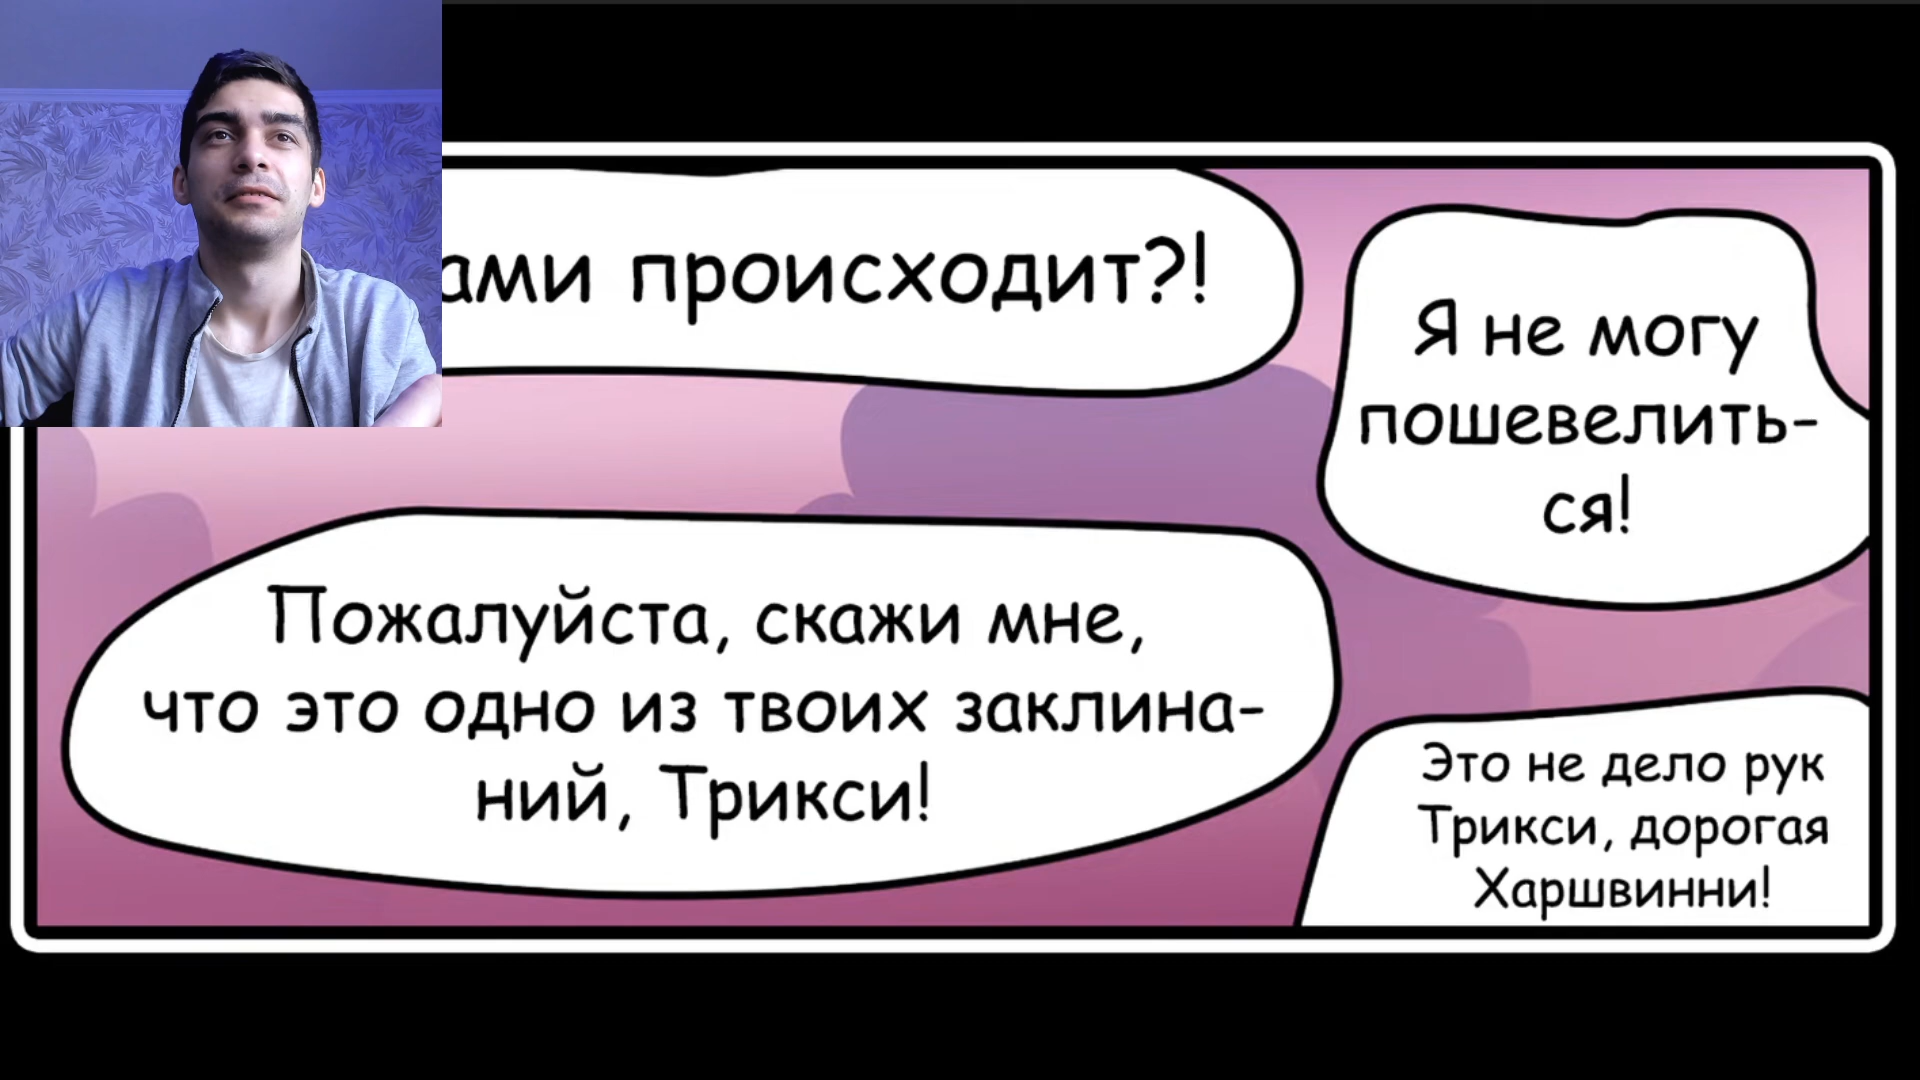 происходит?!
Я не могу
пошевелить-
ся!
Пожалуйста, скажи мне,
что это одно из твоих заклина-
ний, Трикси!
Это не дело рук
Трикси, дорогая
Харшвинни!